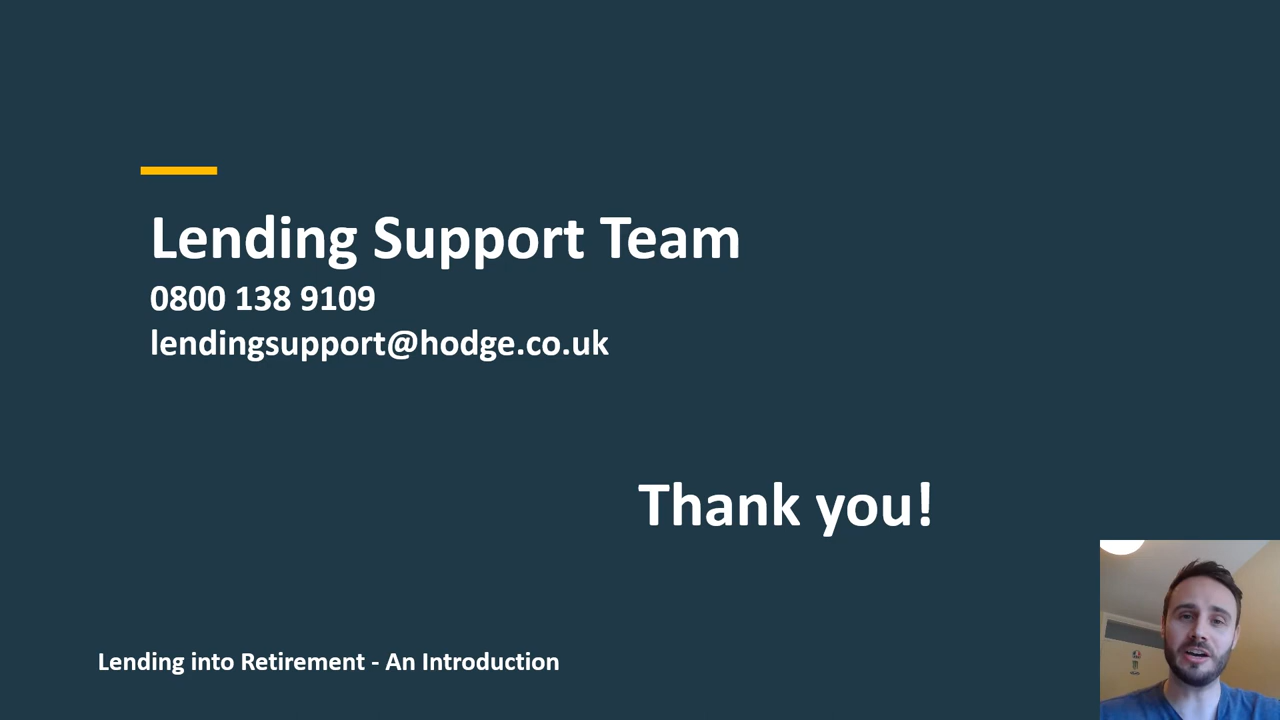 Lending Support Team
0800 138 9109
lendingsupport@hodge.co.uk
Thank you!
Lending into Retirement - An Introduction